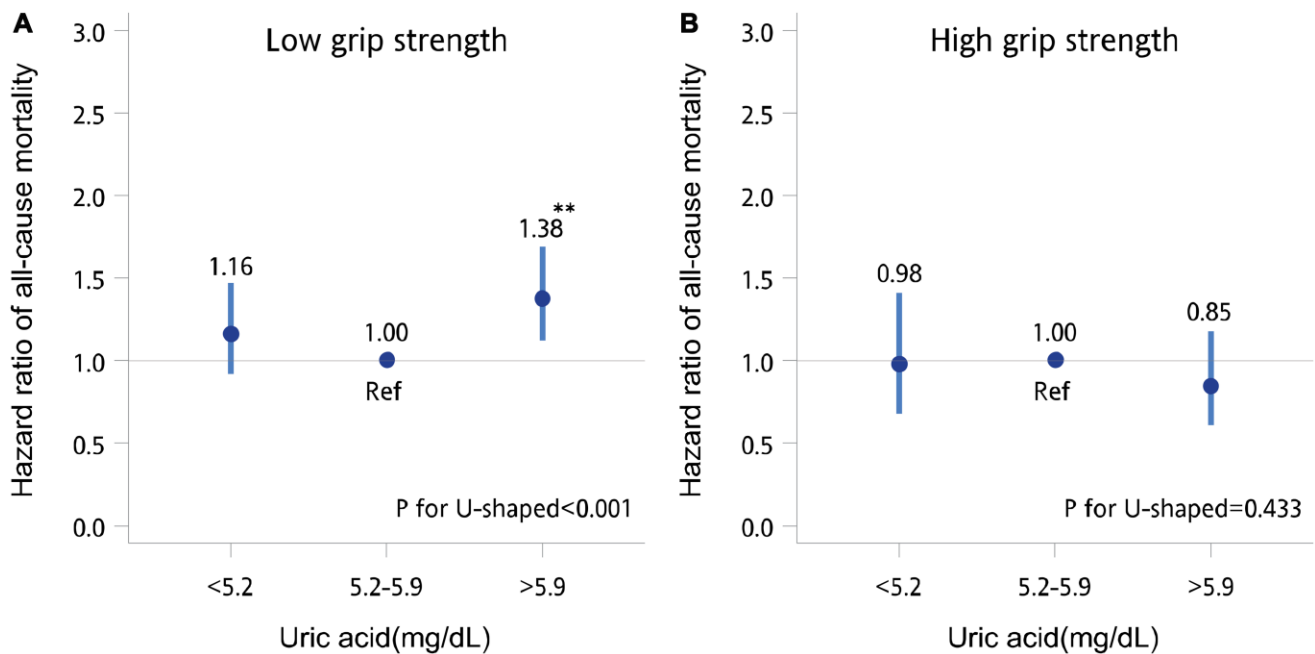 A
Low grip strength
Hazard ratio of all-cause mortality
3.0
2.5
2.0
1.5
1.0
0.5
0.0
1.16
1.00
Ref
1.38**
P for U-shaped<0.001
<5.2
5.2-5.9
>5.9
Uric acid(mg/dL)
B
High grip strength
Hazard ratio of all-cause mortality
3.0
2.5
2.0
1.5
1.0
0.5
0.0
0.98
1.00
Ref
0.85
P for U-shaped=0.433
<5.2
5.2-5.9
>5.9
Uric acid(mg/dL)